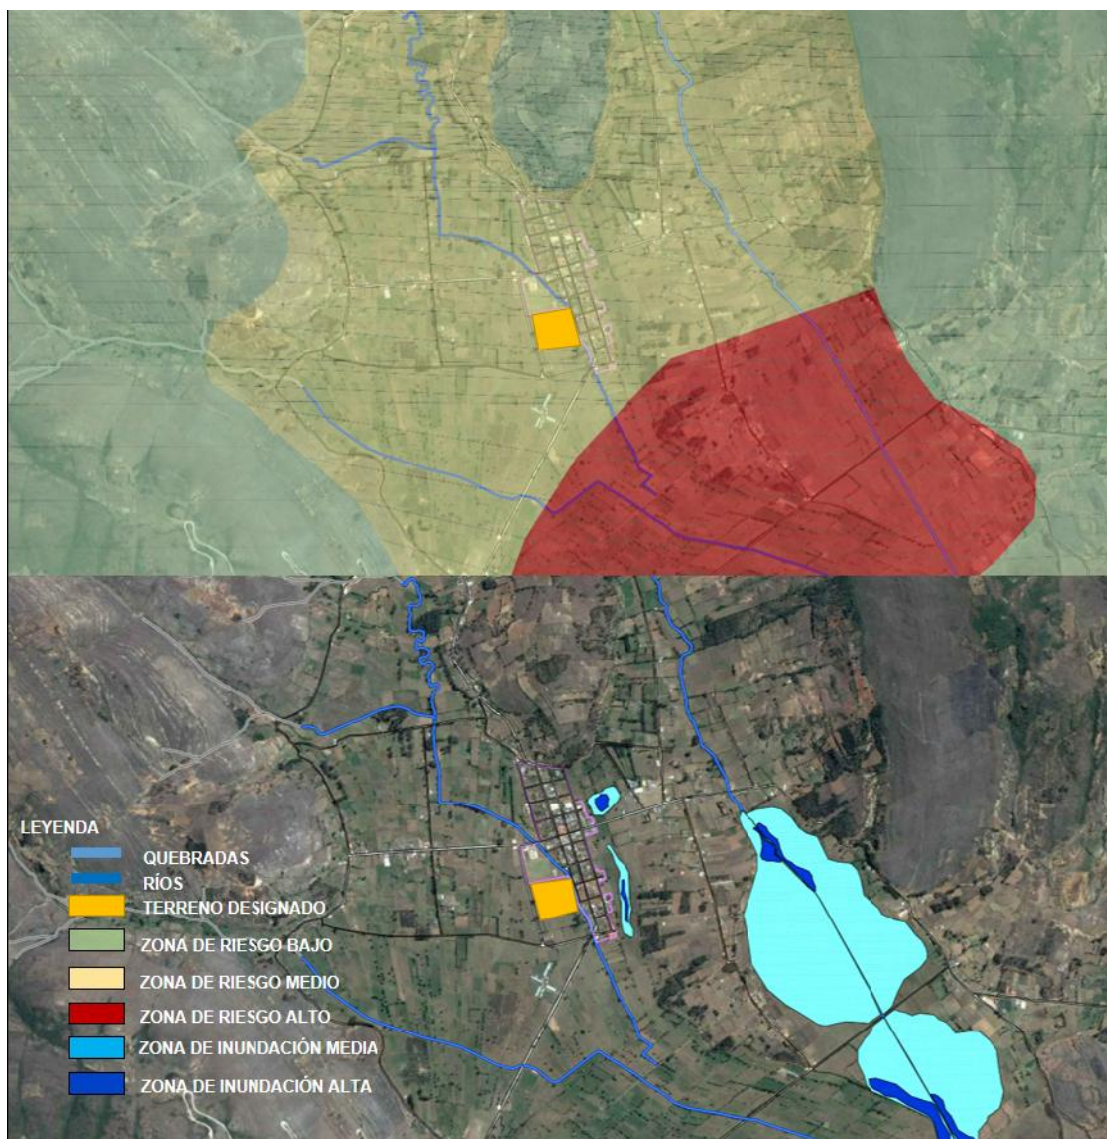 LEYENDA
QUEBRADAS
RÍOS
TERRENO DESIGNADO
ZONA DE RIESGO BAJO
ZONA DE RIESGO MEDIO
ZONA DE RIESGO ALTO
ZONA DE INUNDACIÓN MEDIA
ZONA DE INUNDACIÓN ALTA